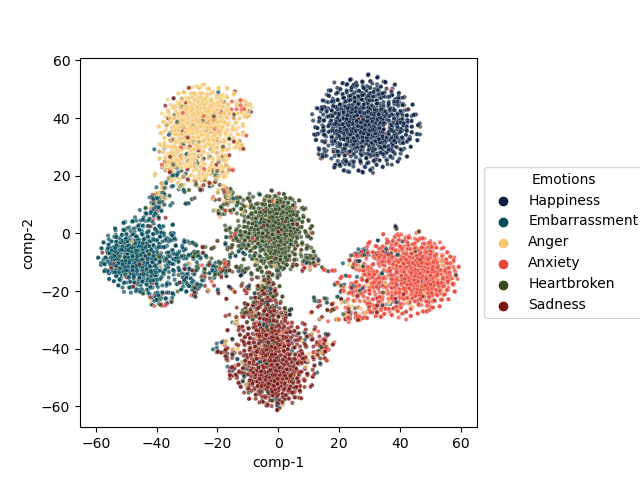 60
40
20
0
−20
−40
−60
comp-2
−60 −40 −20 0 20 40 60
comp-1
Emotions
Happiness
Embarrassment
Anger
Anxiety
Heartbroken
Sadness